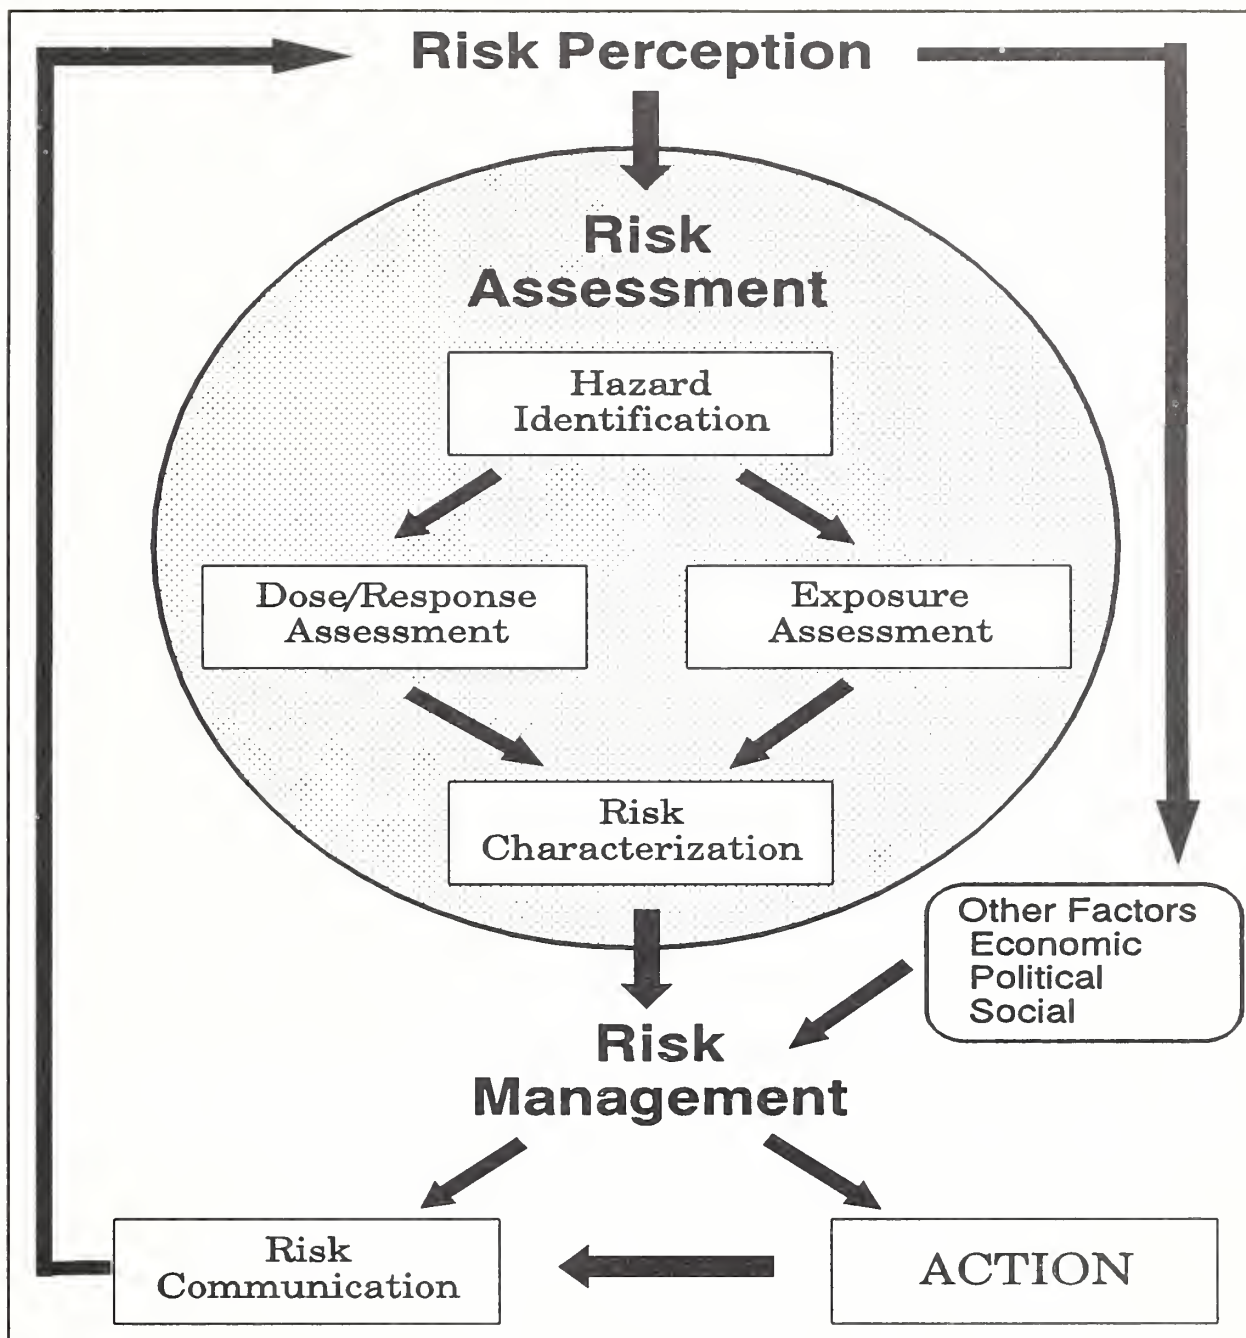 Risk Perception
Risk
Assessment
Hazard
Identification
Dose/Response
Assessment
Exposure
Assessment
Risk
Characterization
Other Factors
Economic
Political
Social
Risk
Management
Risk
Communication
ACTION